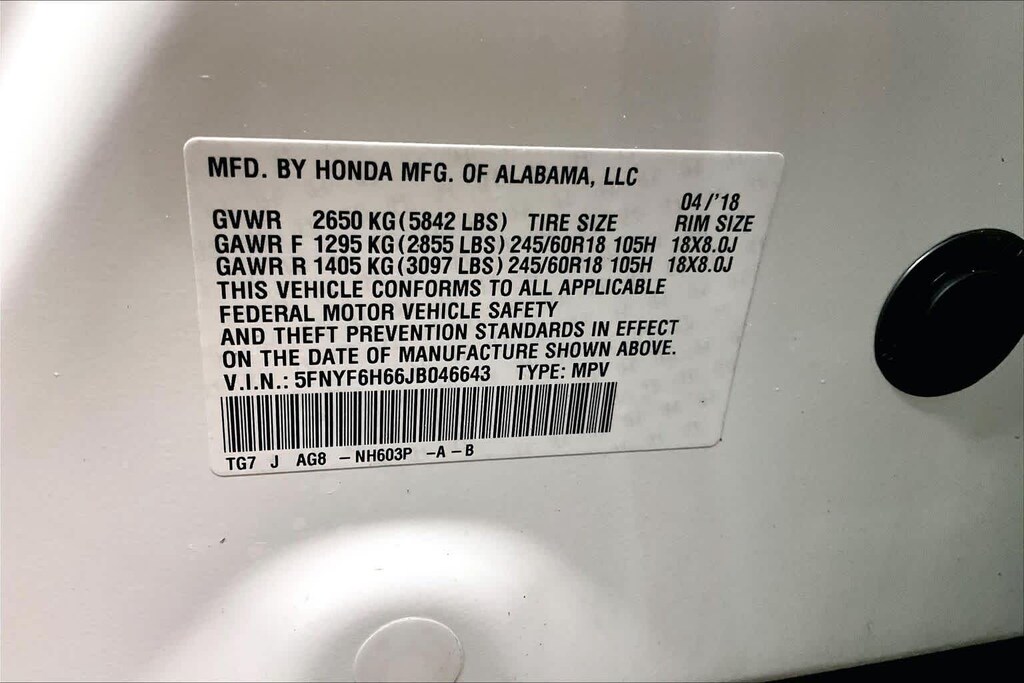 MFD. BY HONDA MFG. OF ALABAMA, LLC
04/'18
GVWR 2650 KG(5842 LBS) TIRE SIZE RIM SIZE
GAWR F 1295 KG(2855 LBS) 245/60R18 105H 18X8.0J
GAWR R 1405 KG(3097 LBS) 245/60R18 105H 18X8.0J
THIS VEHICLE CONFORMS TO ALL APPLICABLE
FEDERAL MOTOR VEHICLE SAFETY
AND THEFT PREVENTION STANDARDS IN EFFECT
ON THE DATE OF MANUFACTURE SHOWN ABOVE.
V.I.N.: 5FNYF6H66JB046643 TYPE: MPV
TG7 J AG8 -NH603P -A-B